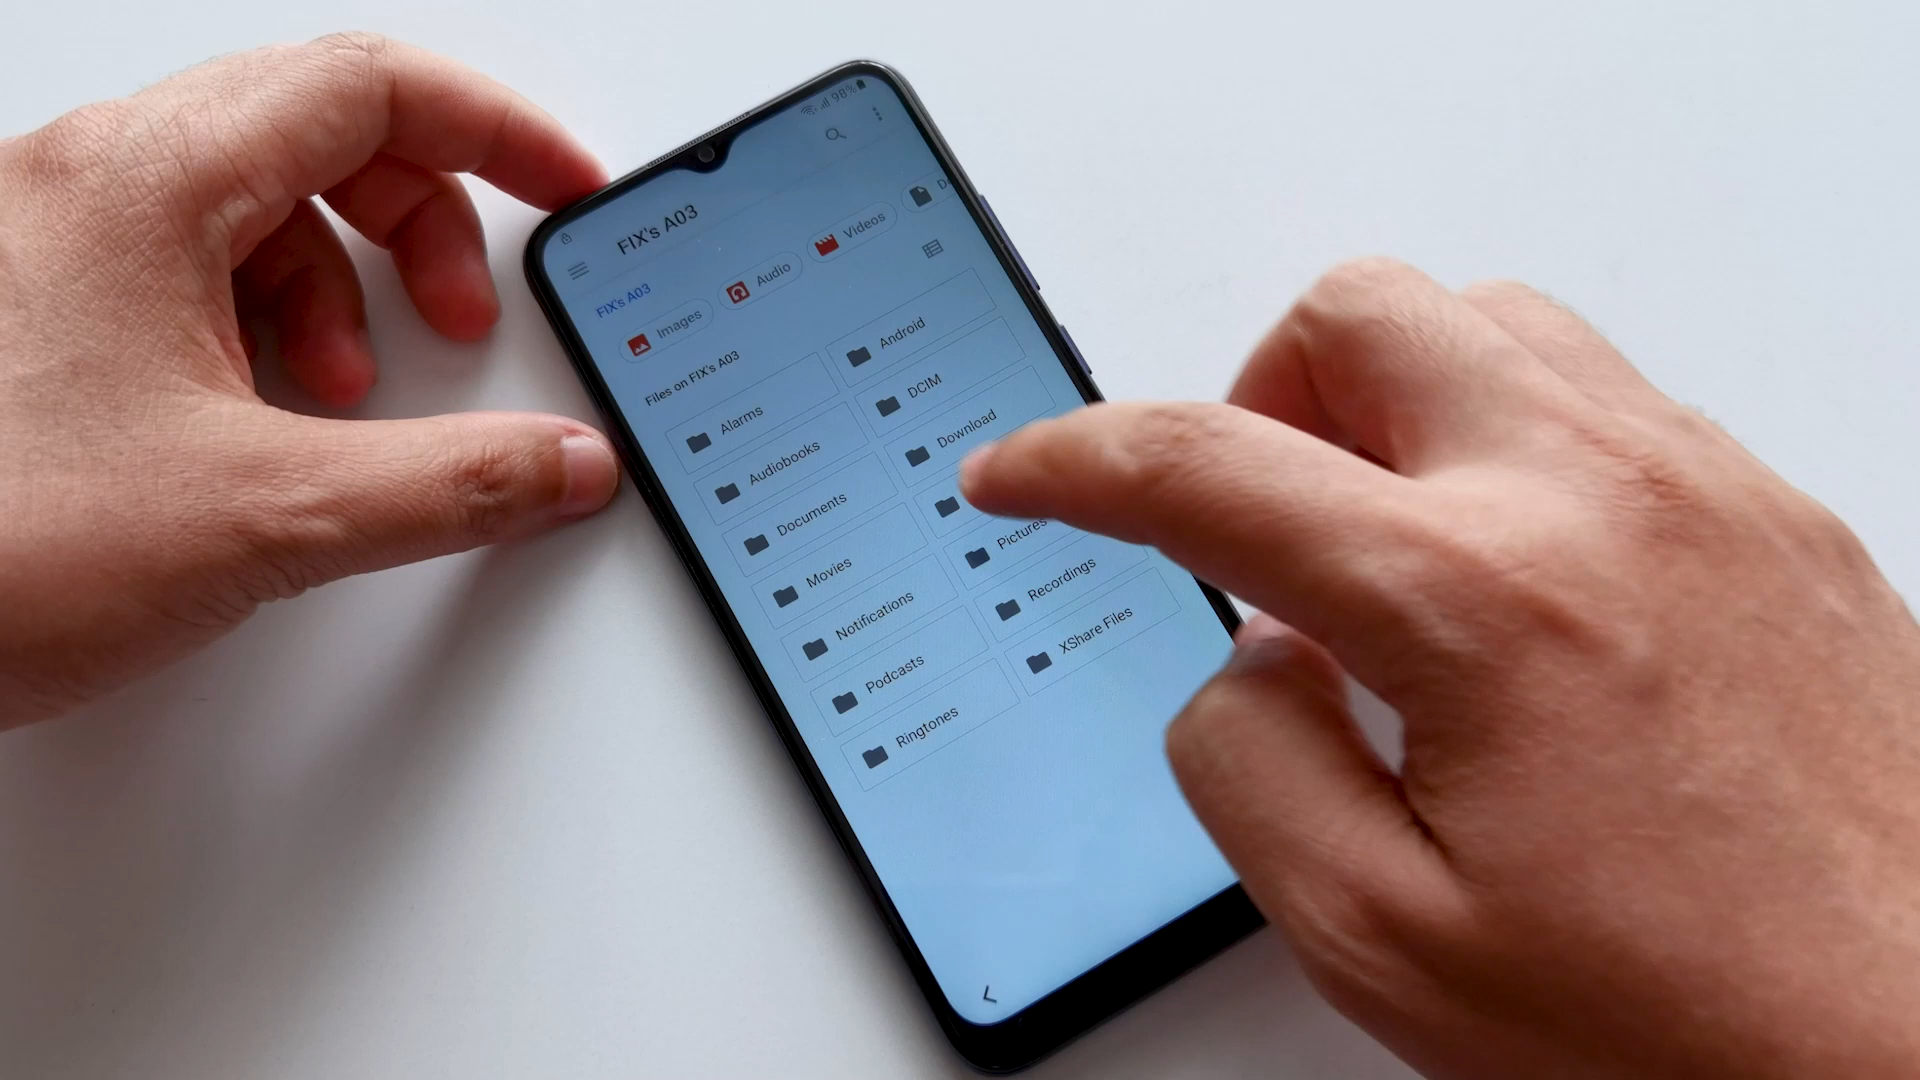 98%
FIX's A03
FIX's A03
Images
Audio
Videos
Files on FIX's A03
Alarms
Android
Audiobooks
DCIM
Documents
Download
Movies
Notifications
Pictures
Podcasts
Recordings
Ringtones
XShare Files